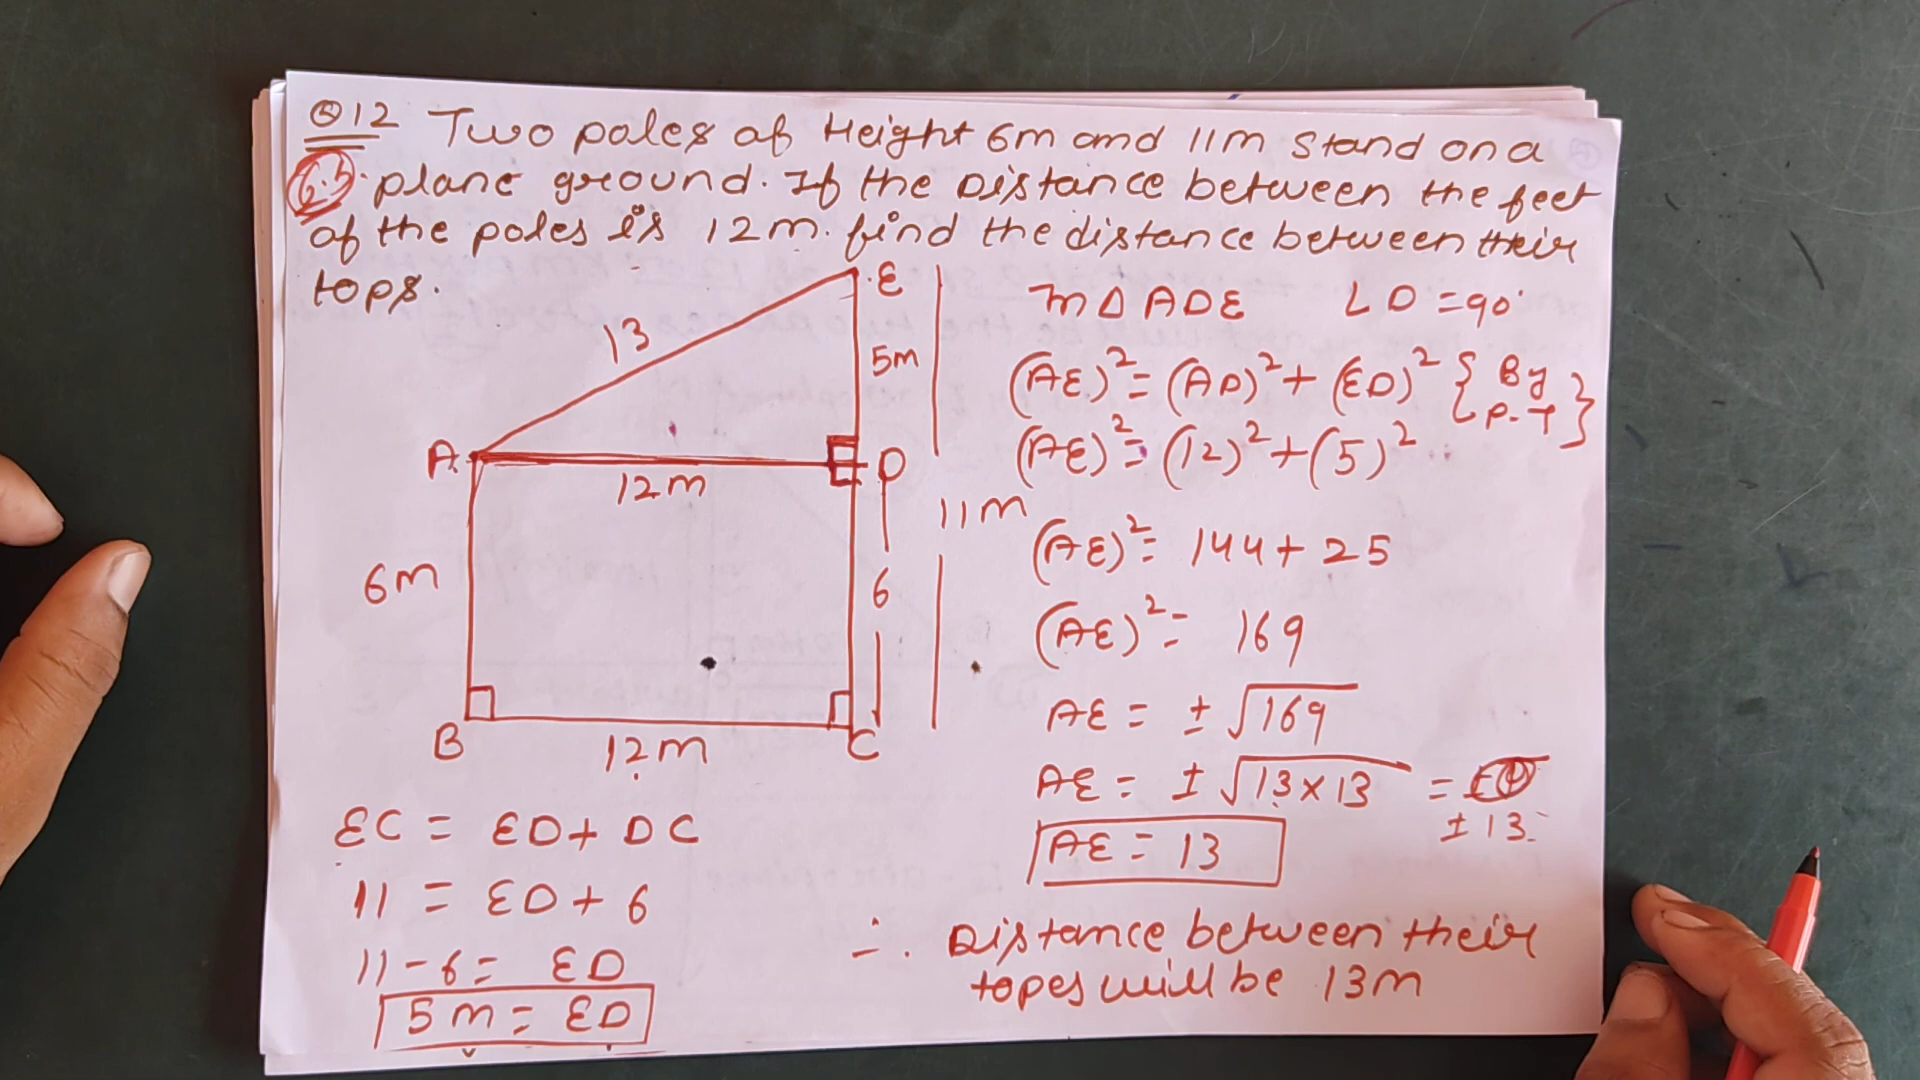 Q12 Two poles of Height 6m and 11m stand on a
6.5. plane ground. If the Distance between the feet
of the poles is 12m. find the distance between their
tops.
E
13
5m
A
D
12m
11m
6m
6
B
12m
C
EC = ED + DC
11 = ED + 6
11 - 6 = ED
5m = ED
In Δ ADE ∠D = 90°
(AE)² = (AD)² + (ED)² { By P.T }
(AE)² = (12)² + (5)²
(AE)² = 144 + 25
(AE)² = 169
AE = ± √169
AE = ± √13 × 13 =
± 13
AE = 13
∴ Distance between their
topes will be 13m